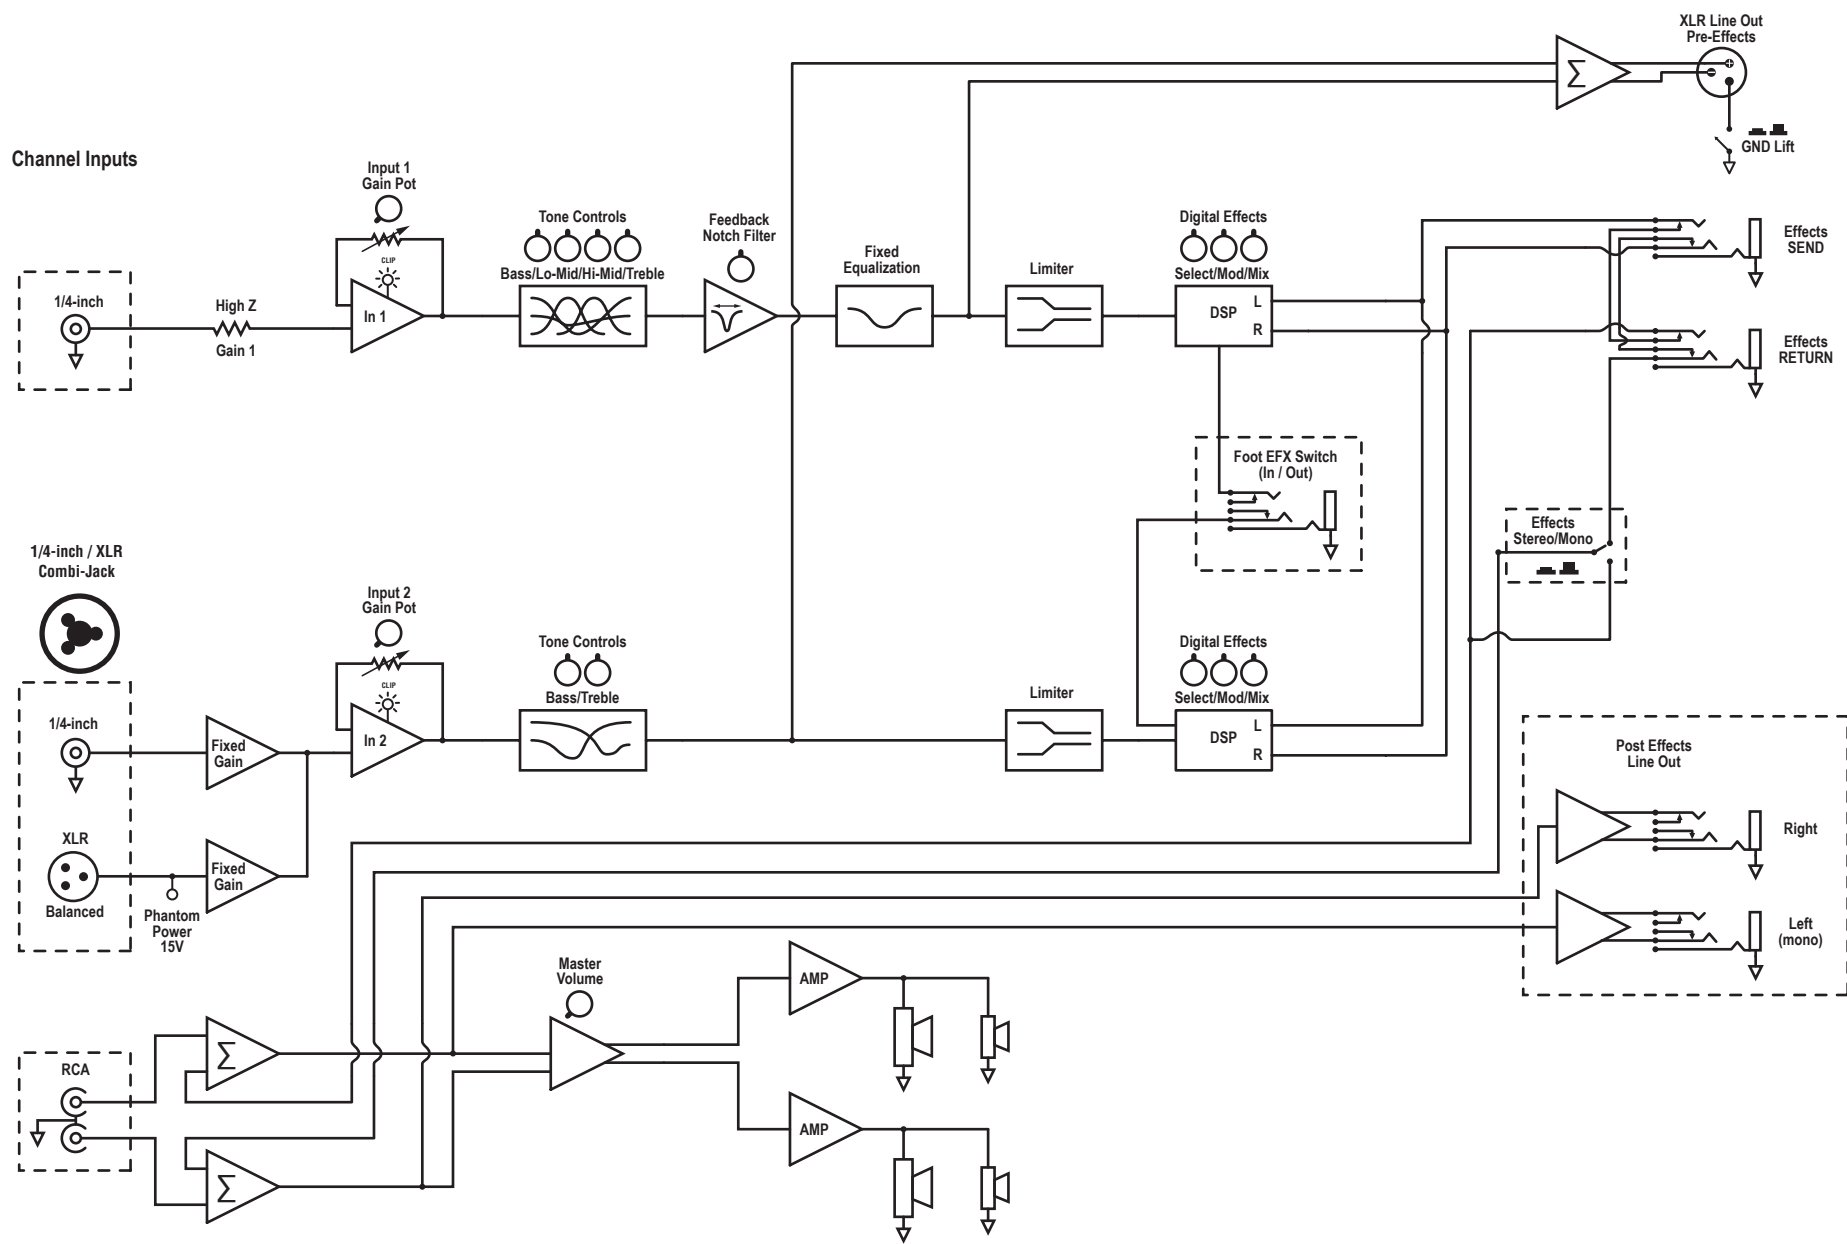 XLR Line Out
Pre-Effects
Σ
GND Lift
Channel Inputs
Input 1
Gain Pot
CLIP
Tone Controls
Bass/Lo-Mid/Hi-Mid/Treble
Feedback
Notch Filter
Fixed
Equalization
Limiter
Digital Effects
Select/Mod/Mix
DSP
L
R
Effects
SEND
1/4-inch
High Z
Gain 1
In 1
Effects
RETURN
Foot EFX Switch
(In / Out)
Effects
Stereo/Mono
1/4-inch / XLR
Combi-Jack
Input 2
Gain Pot
CLIP
Tone Controls
Bass/Treble
Limiter
Digital Effects
Select/Mod/Mix
DSP
L
R
1/4-inch
Fixed
Gain
In 2
Post Effects
Line Out
XLR
Balanced
Phantom
Power
15V
Fixed
Gain
Right
Left
(mono)
Master
Volume
AMP
RCA
Σ
AMP
Σ